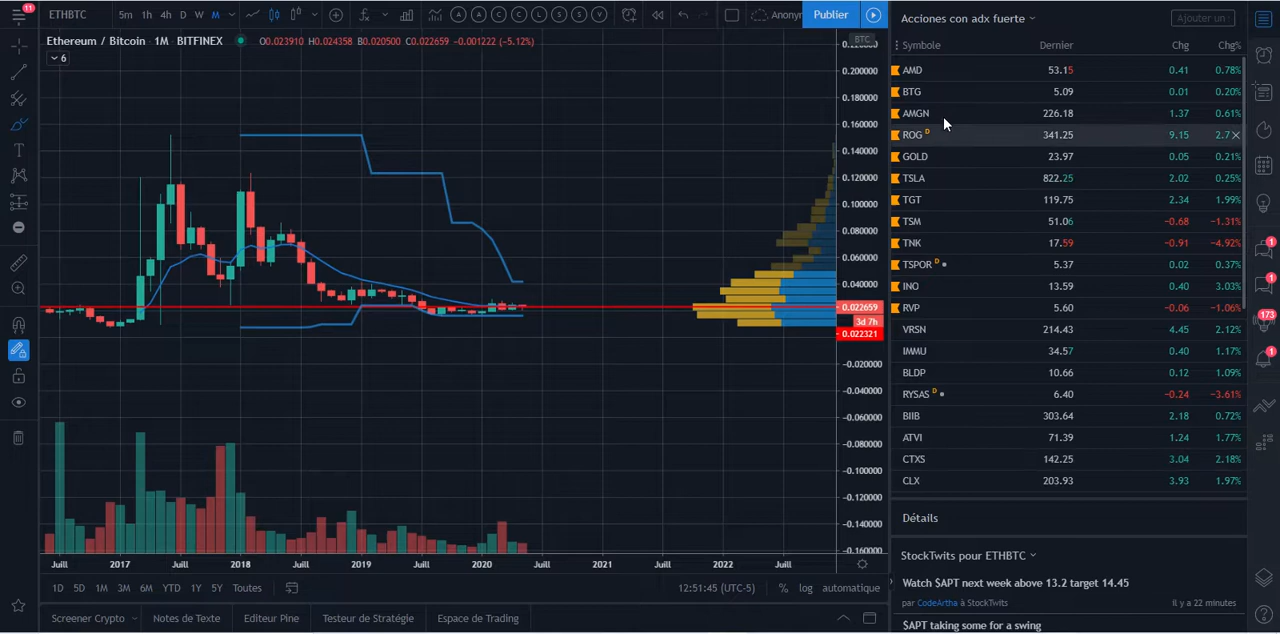 11
ETHBTC
5m 1h 4h D W M
A A C C L S S V
Anonyr
Publier
Ethereum / Bitcoin · 1M · BITFINEX
O0.023910 H0.024358 B0.020500 C0.022659 −0.001222 (−5.12%)
6
BTC
0.200000
0.180000
0.160000
0.140000
0.120000
0.100000
0.080000
0.060000
0.040000
0.022659
3d 7h
0.022321
−0.020000
−0.040000
−0.060000
−0.080000
−0.100000
−0.120000
−0.140000
−0.160000
Juill 2017 Juill 2018 Juill 2019 Juill 2020 Juill 2021 Juill 2022 Juill
1D 5D 1M 3M 6M YTD 1Y 5Y Toutes
12:51:45 (UTC-5) % log automatique
Screener Crypto Notes de Texte Editeur Pine Testeur de Stratégie Espace de Trading
Acciones con adx fuerte
Ajouter un
Symbole Dernier Chg Chg%
AMD 53.15 0.41 0.78%
BTG 5.09 0.01 0.20%
AMGN 226.18 1.37 0.61%
ROG D 341.25 9.15 2.7
GOLD 23.97 0.05 0.21%
TSLA 822.25 2.02 0.25%
TGT 119.75 2.34 1.99%
TSM 51.06 −0.68 −1.31%
TNK 17.59 −0.91 −4.92%
TSPOR D 5.37 0.02 0.37%
INO 13.59 0.40 3.03%
RVP 5.60 −0.06 −1.06%
VRSN 214.43 4.45 2.12%
IMMU 34.57 0.40 1.17%
BLDP 10.66 0.12 1.09%
RYSAS D 6.40 −0.24 −3.61%
BIIB 303.64 2.18 0.72%
ATVI 71.39 1.24 1.77%
CTXS 142.25 3.04 2.18%
CLX 203.93 3.93 1.97%
Détails
StockTwits pour ETHBTC
Watch $APT next week above 13.2 target 14.45
par CodeArtha à StockTwits il y a 22 minutes
$APT taking some for a swing
1
1
173
1